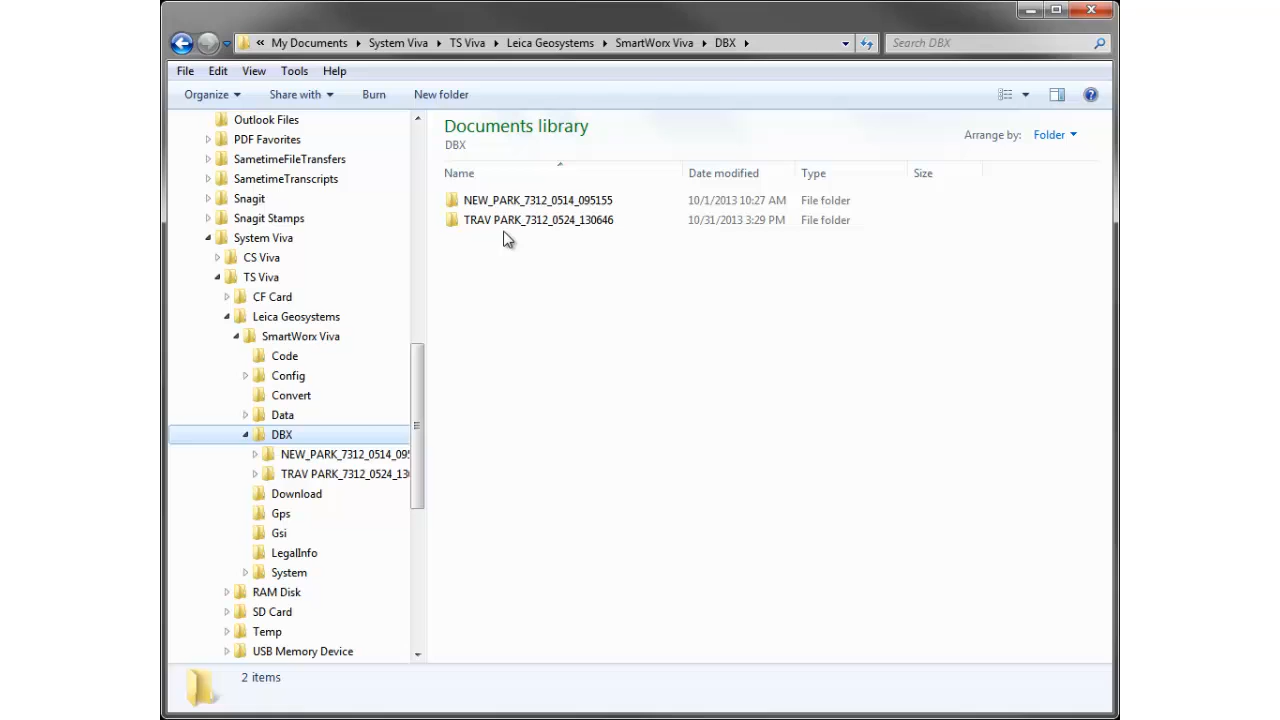 « My Documents System Viva TS Viva Leica Geosystems SmartWorx Viva DBX Search DBX
File Edit View Tools Help
Organize Share with Burn New folder
Outlook Files
PDF Favorites
SametimeFileTransfers
SametimeTranscripts
Snagit
Snagit Stamps
System Viva
CS Viva
TS Viva
CF Card
Leica Geosystems
SmartWorx Viva
Code
Config
Convert
Data
DBX
NEW_PARK_7312_0514_095
TRAV PARK_7312_0524_130
Download
Gps
Gsi
LegalInfo
System
RAM Disk
SD Card
Temp
USB Memory Device
Documents library
DBX
Arrange by: Folder
Name Date modified Type Size
NEW_PARK_7312_0514_095155 10/1/2013 10:27 AM File folder
TRAV PARK_7312_0524_130646 10/31/2013 3:29 PM File folder
2 items